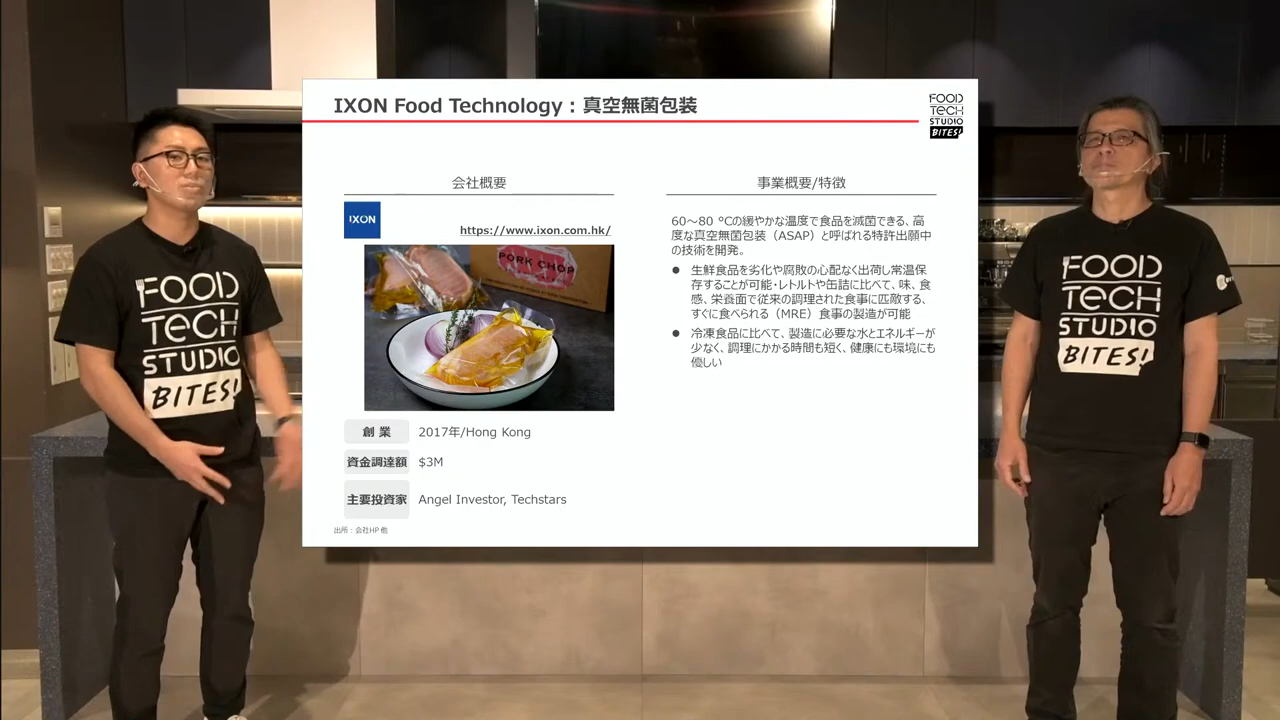 IXON Food Technology：真空無菌包装
FOOD
TECH
STUDIO
BITES!
会社概要
IXON
https://www.ixon.com.hk/
PORK CHOP
創 業
2017年/Hong Kong
資金調達額
$3M
主要投資家
Angel Investor, Techstars
出所：会社HP 他
事業概要/特徴
60～80 °Cの緩やかな温度で食品を滅菌できる、高
度な真空無菌包装（ASAP）と呼ばれる特許出願中
の技術を開発。
● 生鮮食品を劣化や腐敗の心配なく出荷し常温保
存することが可能・レトルトや缶詰に比べて、味、食
感、栄養面で従来の調理された食事に匹敵する、
すぐに食べられる（MRE）食事の製造が可能
● 冷凍食品に比べて、製造に必要な水とエネルギーが
少なく、調理にかかる時間も短く、健康にも環境にも
優しい
FOOD
TECH
STUDIO
BITES!
FOOD
TECH
STUDIO
BITES!